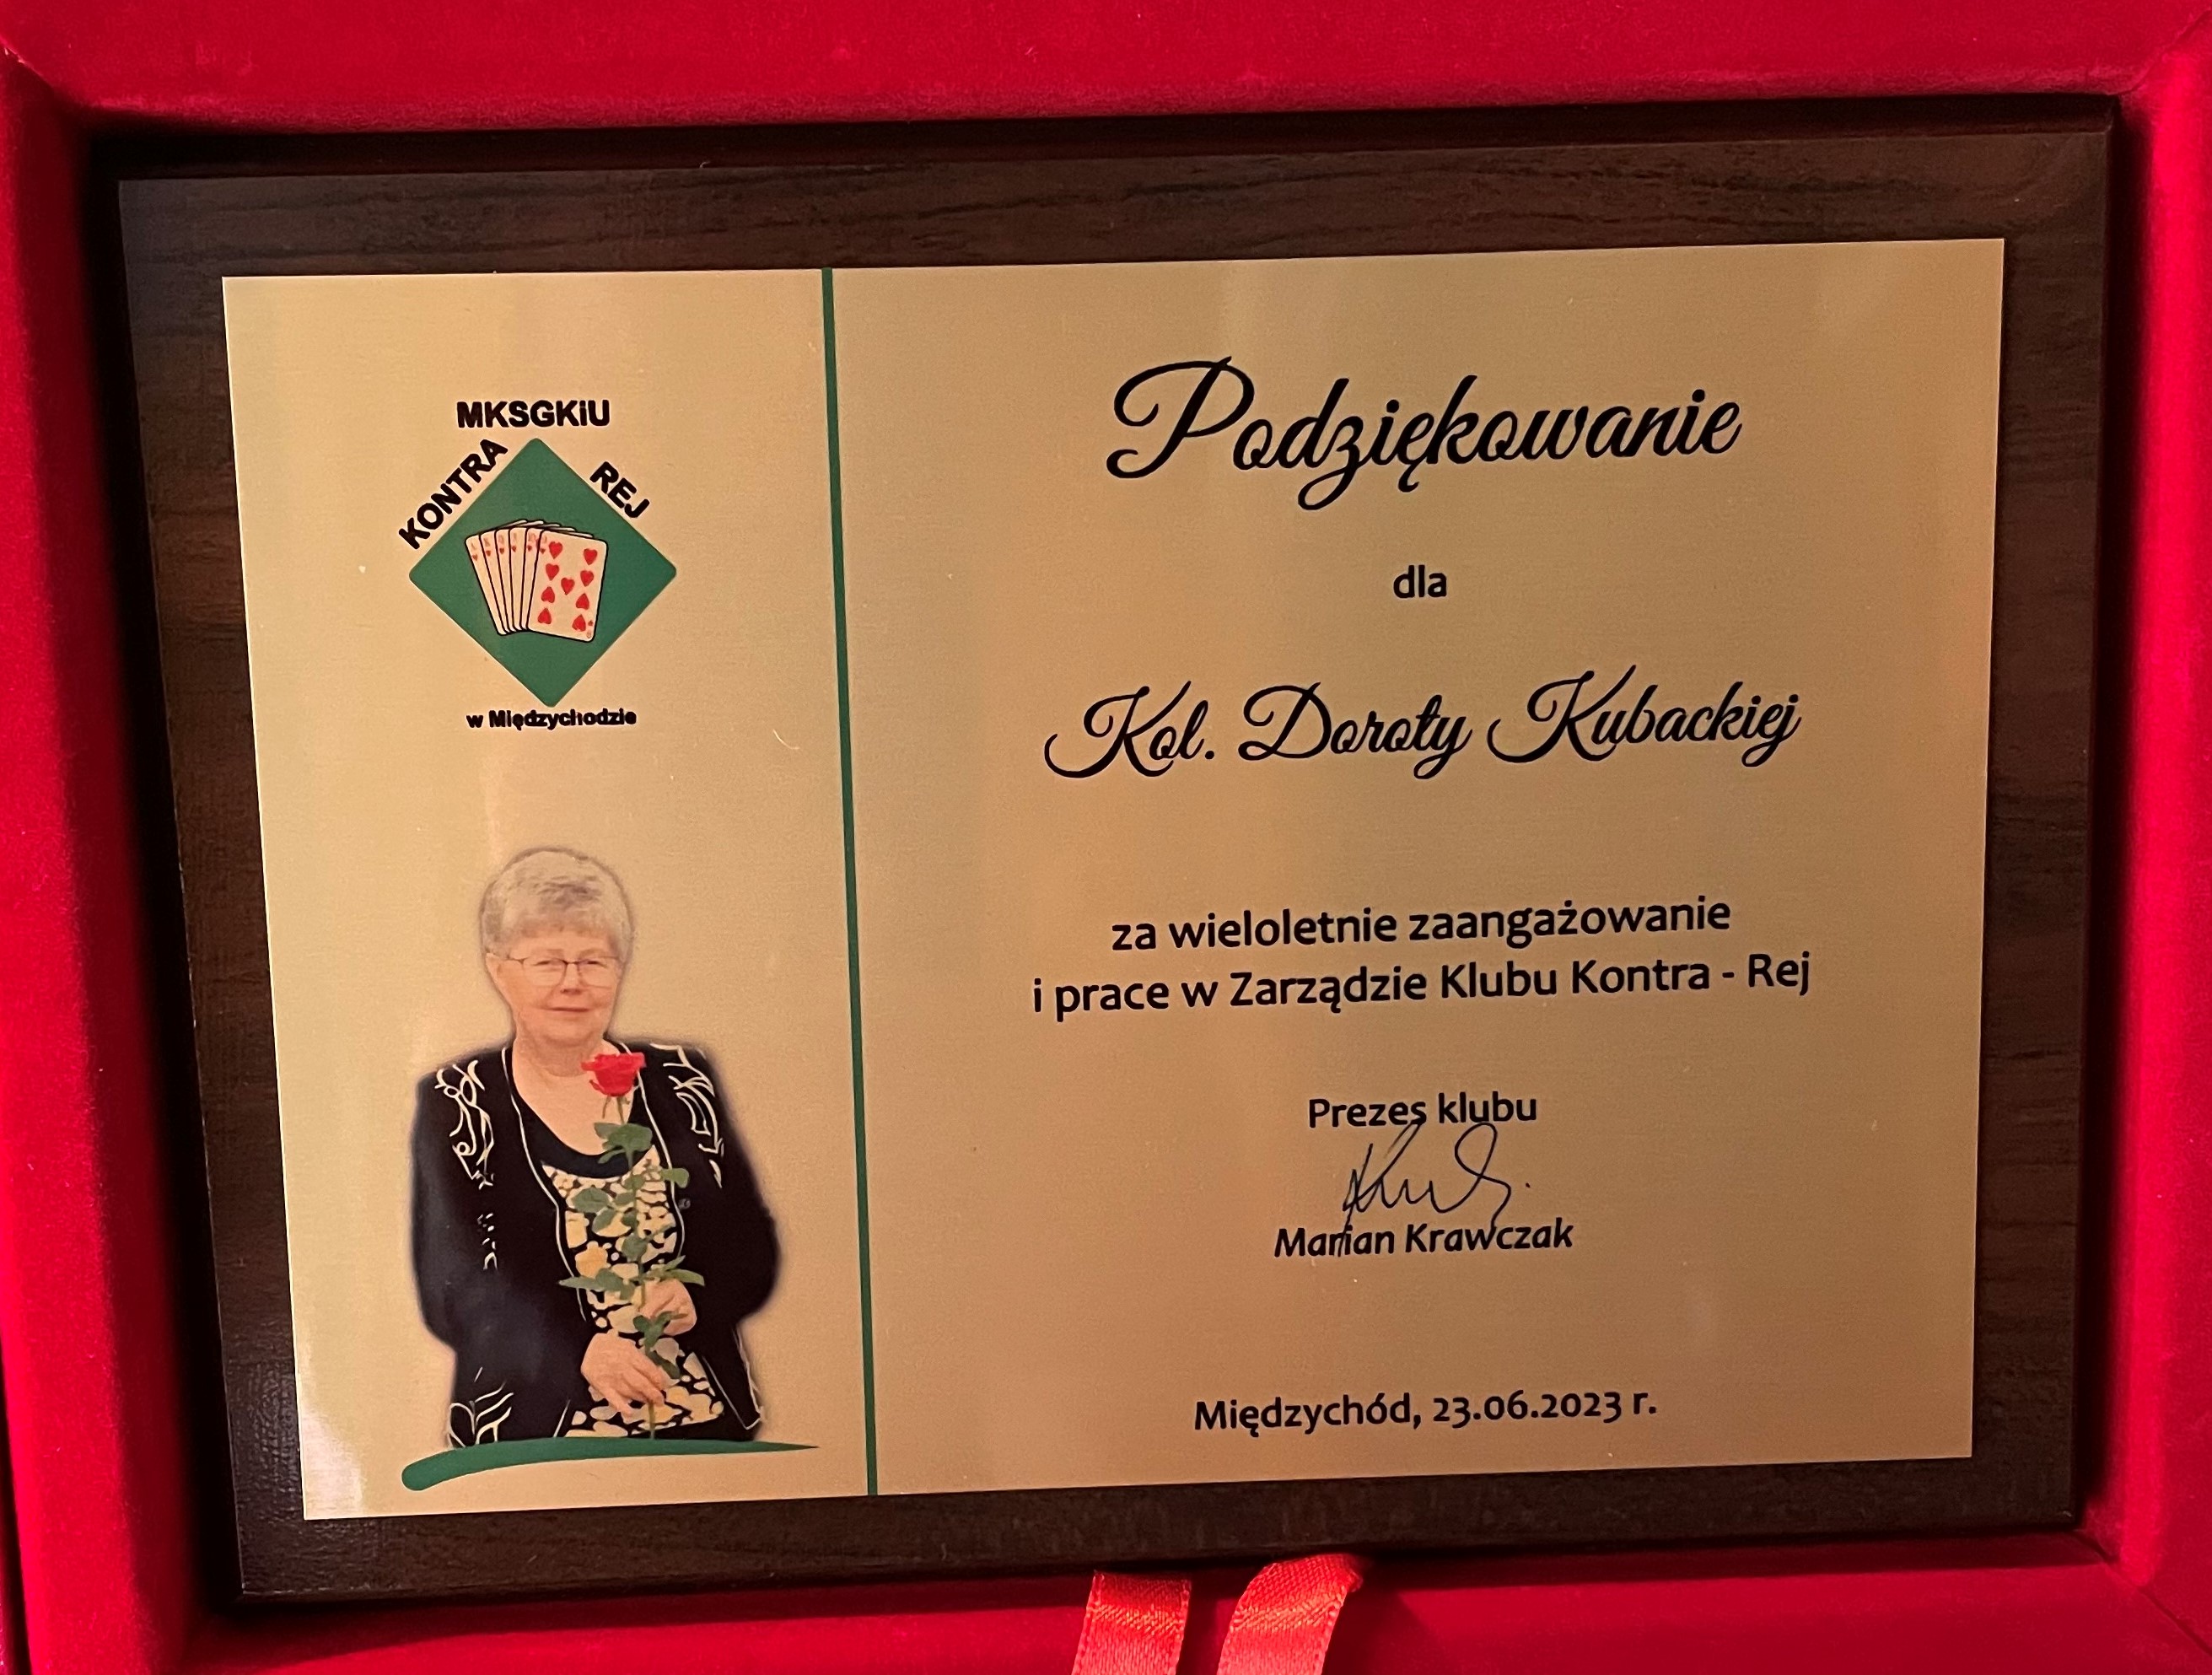 MKSGKiU
KONTRA REJ
w Międzychodzie
Podziękowanie
dla
Kol. Doroty Kubackiej
za wieloletnie zaangażowanie
i prace w Zarządzie Klubu Kontra - Rej
Prezes klubu
Marian Krawczak
Międzychód, 23.06.2023 r.